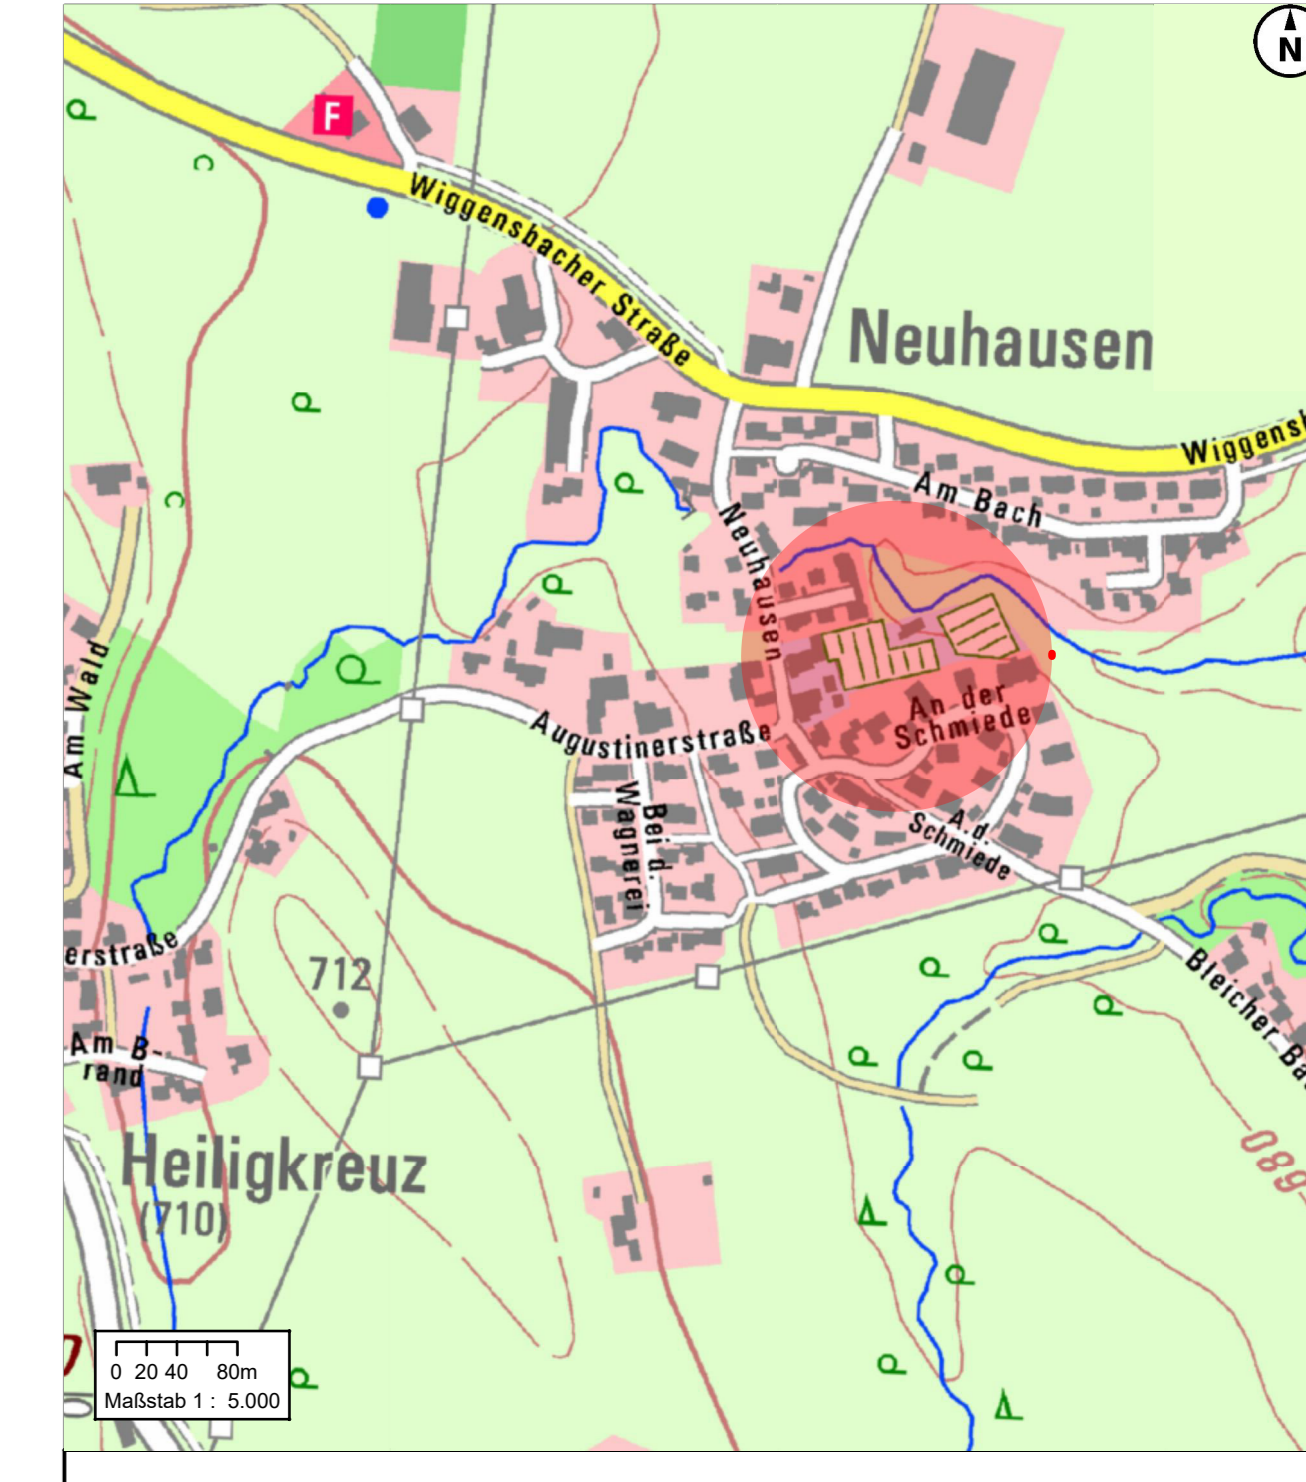 N
F
Wiggensbacher Straße
Neuhausen
Wiggensb
Am Bach
Neuhausen
Am Wald
An der
Schmiede
Augustinerstraße
Bei d.
Wagnerei
A.d.
Schmiede
erstraße
712
Bleicher Ba
Am B-
rand
Heiligkreuz
(710)
680
0 20 40 80m
Maßstab 1 : 5.000